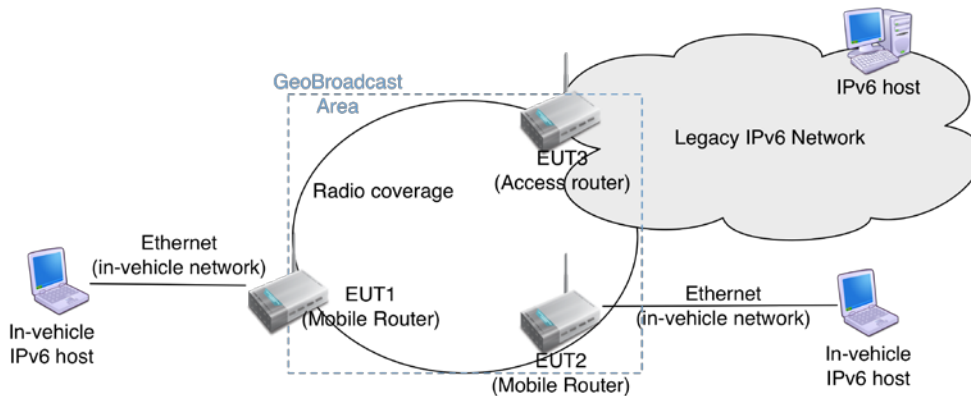 GeoBroadcast
Area
IPv6 host
Legacy IPv6 Network
EUT3
(Access router)
Radio coverage
Ethernet
(in-vehicle network)
EUT1
(Mobile Router)
In-vehicle
IPv6 host
Ethernet
(in-vehicle network)
EUT2
(Mobile Router)
In-vehicle
IPv6 host